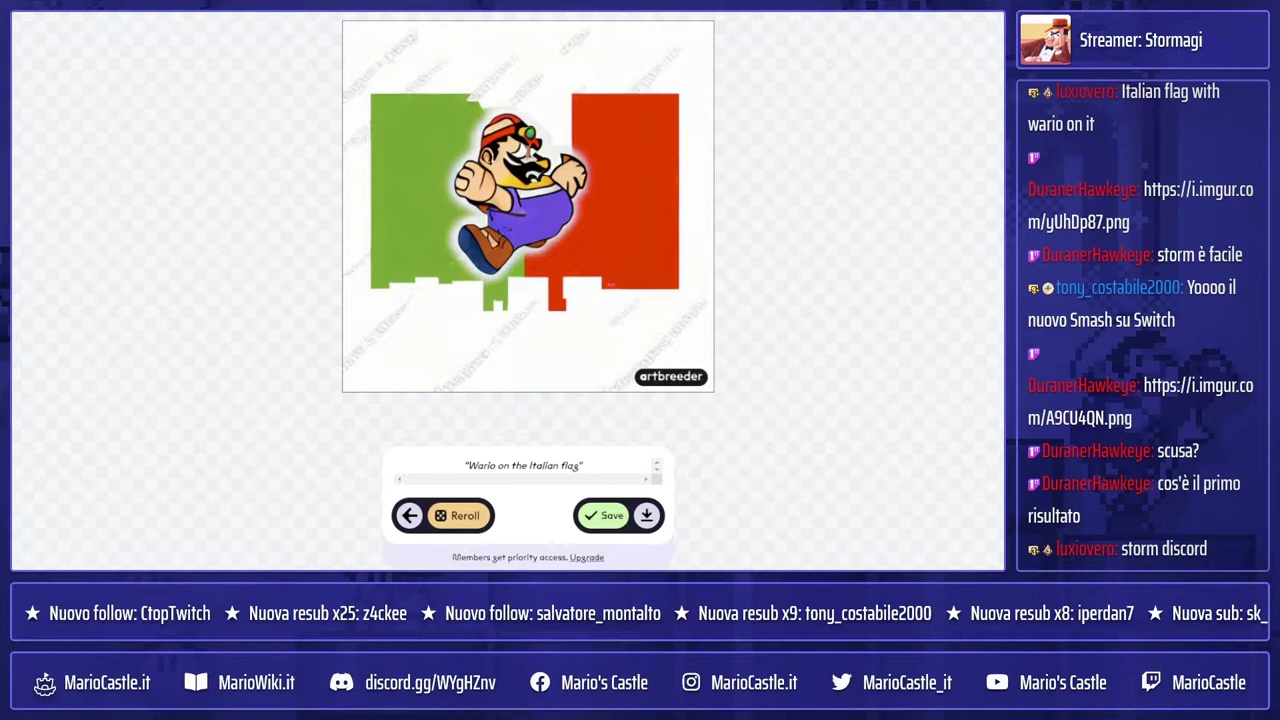 artbreeder
"Wario on the Italian flag"
Reroll
Save
Members get priority access. Upgrade
Streamer: Stormagi
luxiovero: Italian flag with
wario on it
DuranerHawkeye: https://i.imgur.co
m/yUhDp87.png
DuranerHawkeye: storm è facile
tony_costabile2000: Yoooo il
nuovo Smash su Switch
DuranerHawkeye: https://i.imgur.co
m/A9CU4QN.png
DuranerHawkeye: scusa?
DuranerHawkeye: cos'è il primo
risultato
luxiovero: storm discord
★ Nuovo follow: CtopTwitch ★ Nuova resub x25: z4ckee ★ Nuovo follow: salvatore_montalto ★ Nuova resub x9: tony_costabile2000 ★ Nuova resub x8: iperdan7 ★ Nuova sub: sk_
MarioCastle.it MarioWiki.it discord.gg/WYgHZnv Mario's Castle MarioCastle.it MarioCastle_it Mario's Castle MarioCastle